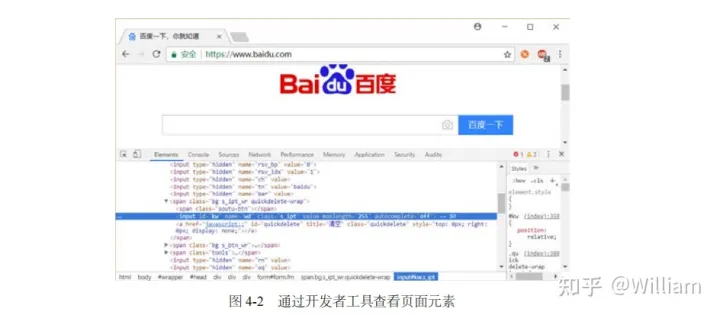 百度一下，你就知道
安全 https://www.baidu.com
Bai du 百度
百度一下
Elements Console Sources Network Performance Memory Application Security Audits
1 2
<input type="hidden" name="rsv_bp" value="0">
<input type="hidden" name="rsv_idx" value="1">
<input type="hidden" name="ch" value>
<input type="hidden" name="tn" value="baidu">
<input type="hidden" name="bar" value>
<span class="bg s_ipt_wr quickdelete-wrap">
<span class="soutu-btn"></span>
<input id="kw" name="wd" class="s_ipt" value maxlength="255" autocomplete="off"> == $0
<a href="javascript:;" id="quickdelete" title="清空" class="quickdelete" style="top: 0px; right:
0px; display: none;"></a>
</span>
<span class="bg s_btn_wr">…</span>
<span class="tools">…</span>
<input type="hidden" name="rn" value>
<input type="hidden" name="oq" value>
html body #wrapper #head div div div form#form.fm span.bg.s_ipt_wr.quickdelete-wrap input#kw.s_ipt
Styles
:hov .cls
element.style
{
}
#kw (index):358
{
position:
relative;
}
.qu (index):208
ick
delete-wrap
知乎 @William
图 4-2 通过开发者工具查看页面元素